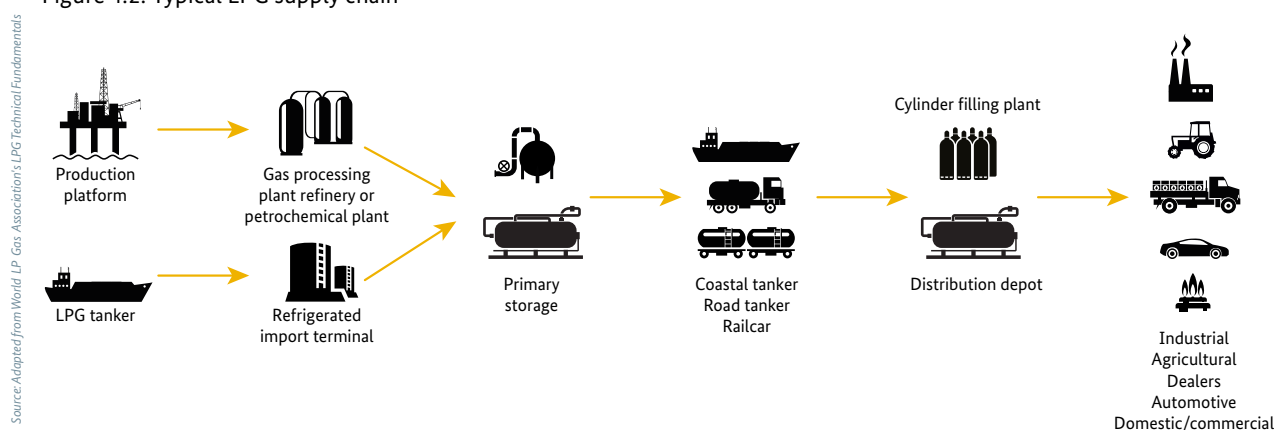 Figure 4.2: Typical LPG supply chain
Source: Adapted from World LP Gas Association's LPG Technical Fundamentals
Production
platform
Gas processing
plant refinery or
petrochemical plant
LPG tanker
Refrigerated
import terminal
Primary
storage
Coastal tanker
Road tanker
Railcar
Cylinder filling plant
Distribution depot
Industrial
Agricultural
Dealers
Automotive
Domestic/commercial